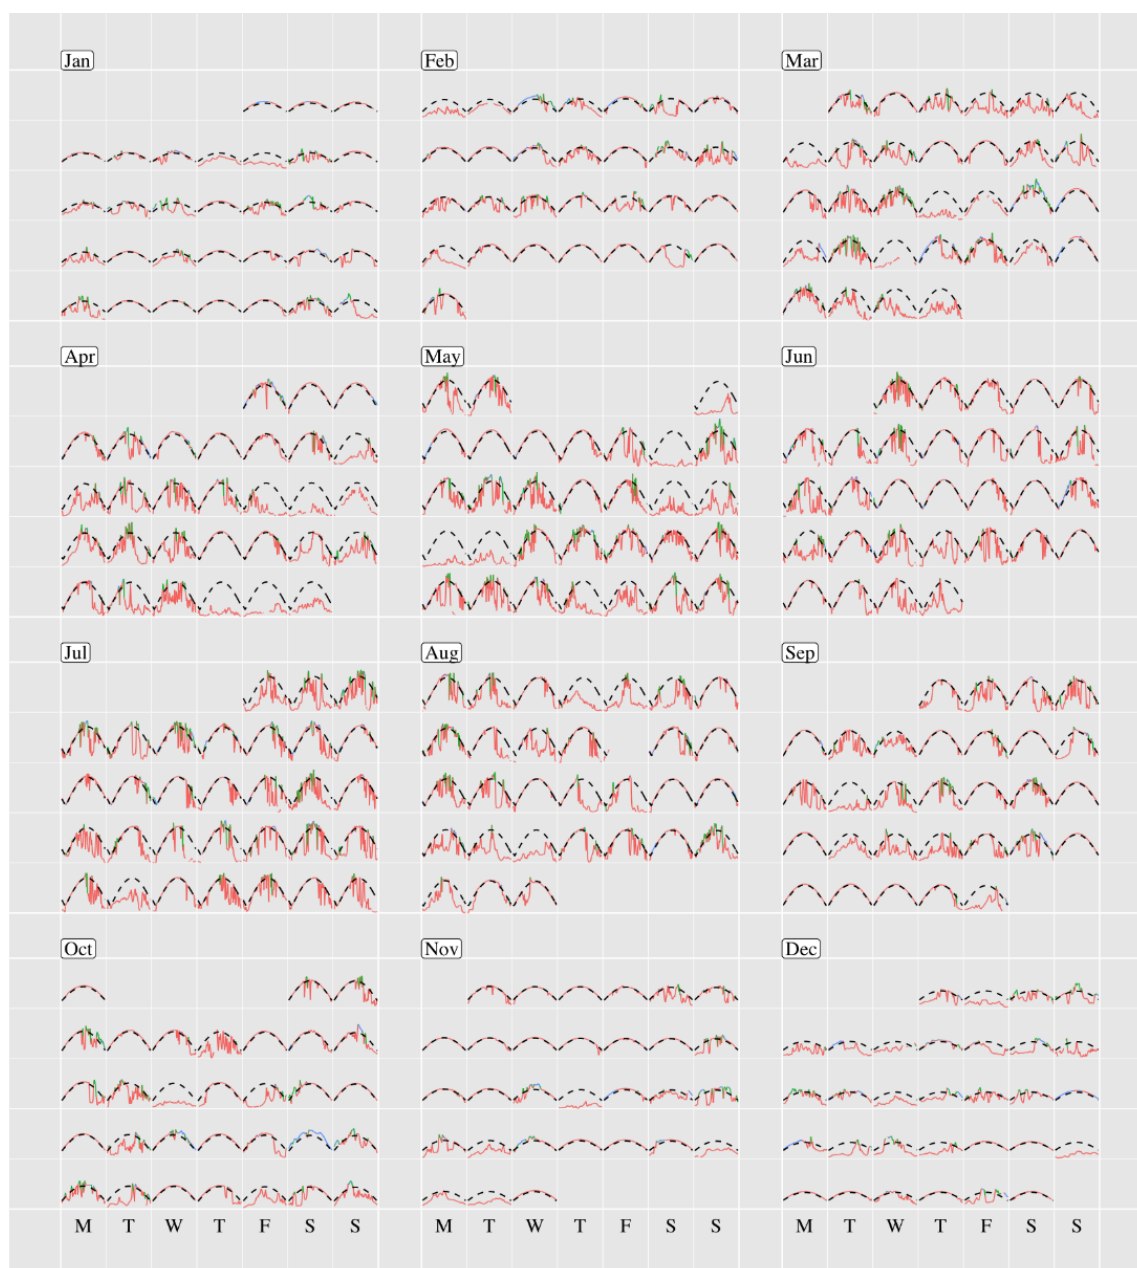 Jan Feb Mar
Apr May Jun
Jul Aug Sep
Oct Nov Dec
M T W T F S S M T W T F S S M T W T F S S